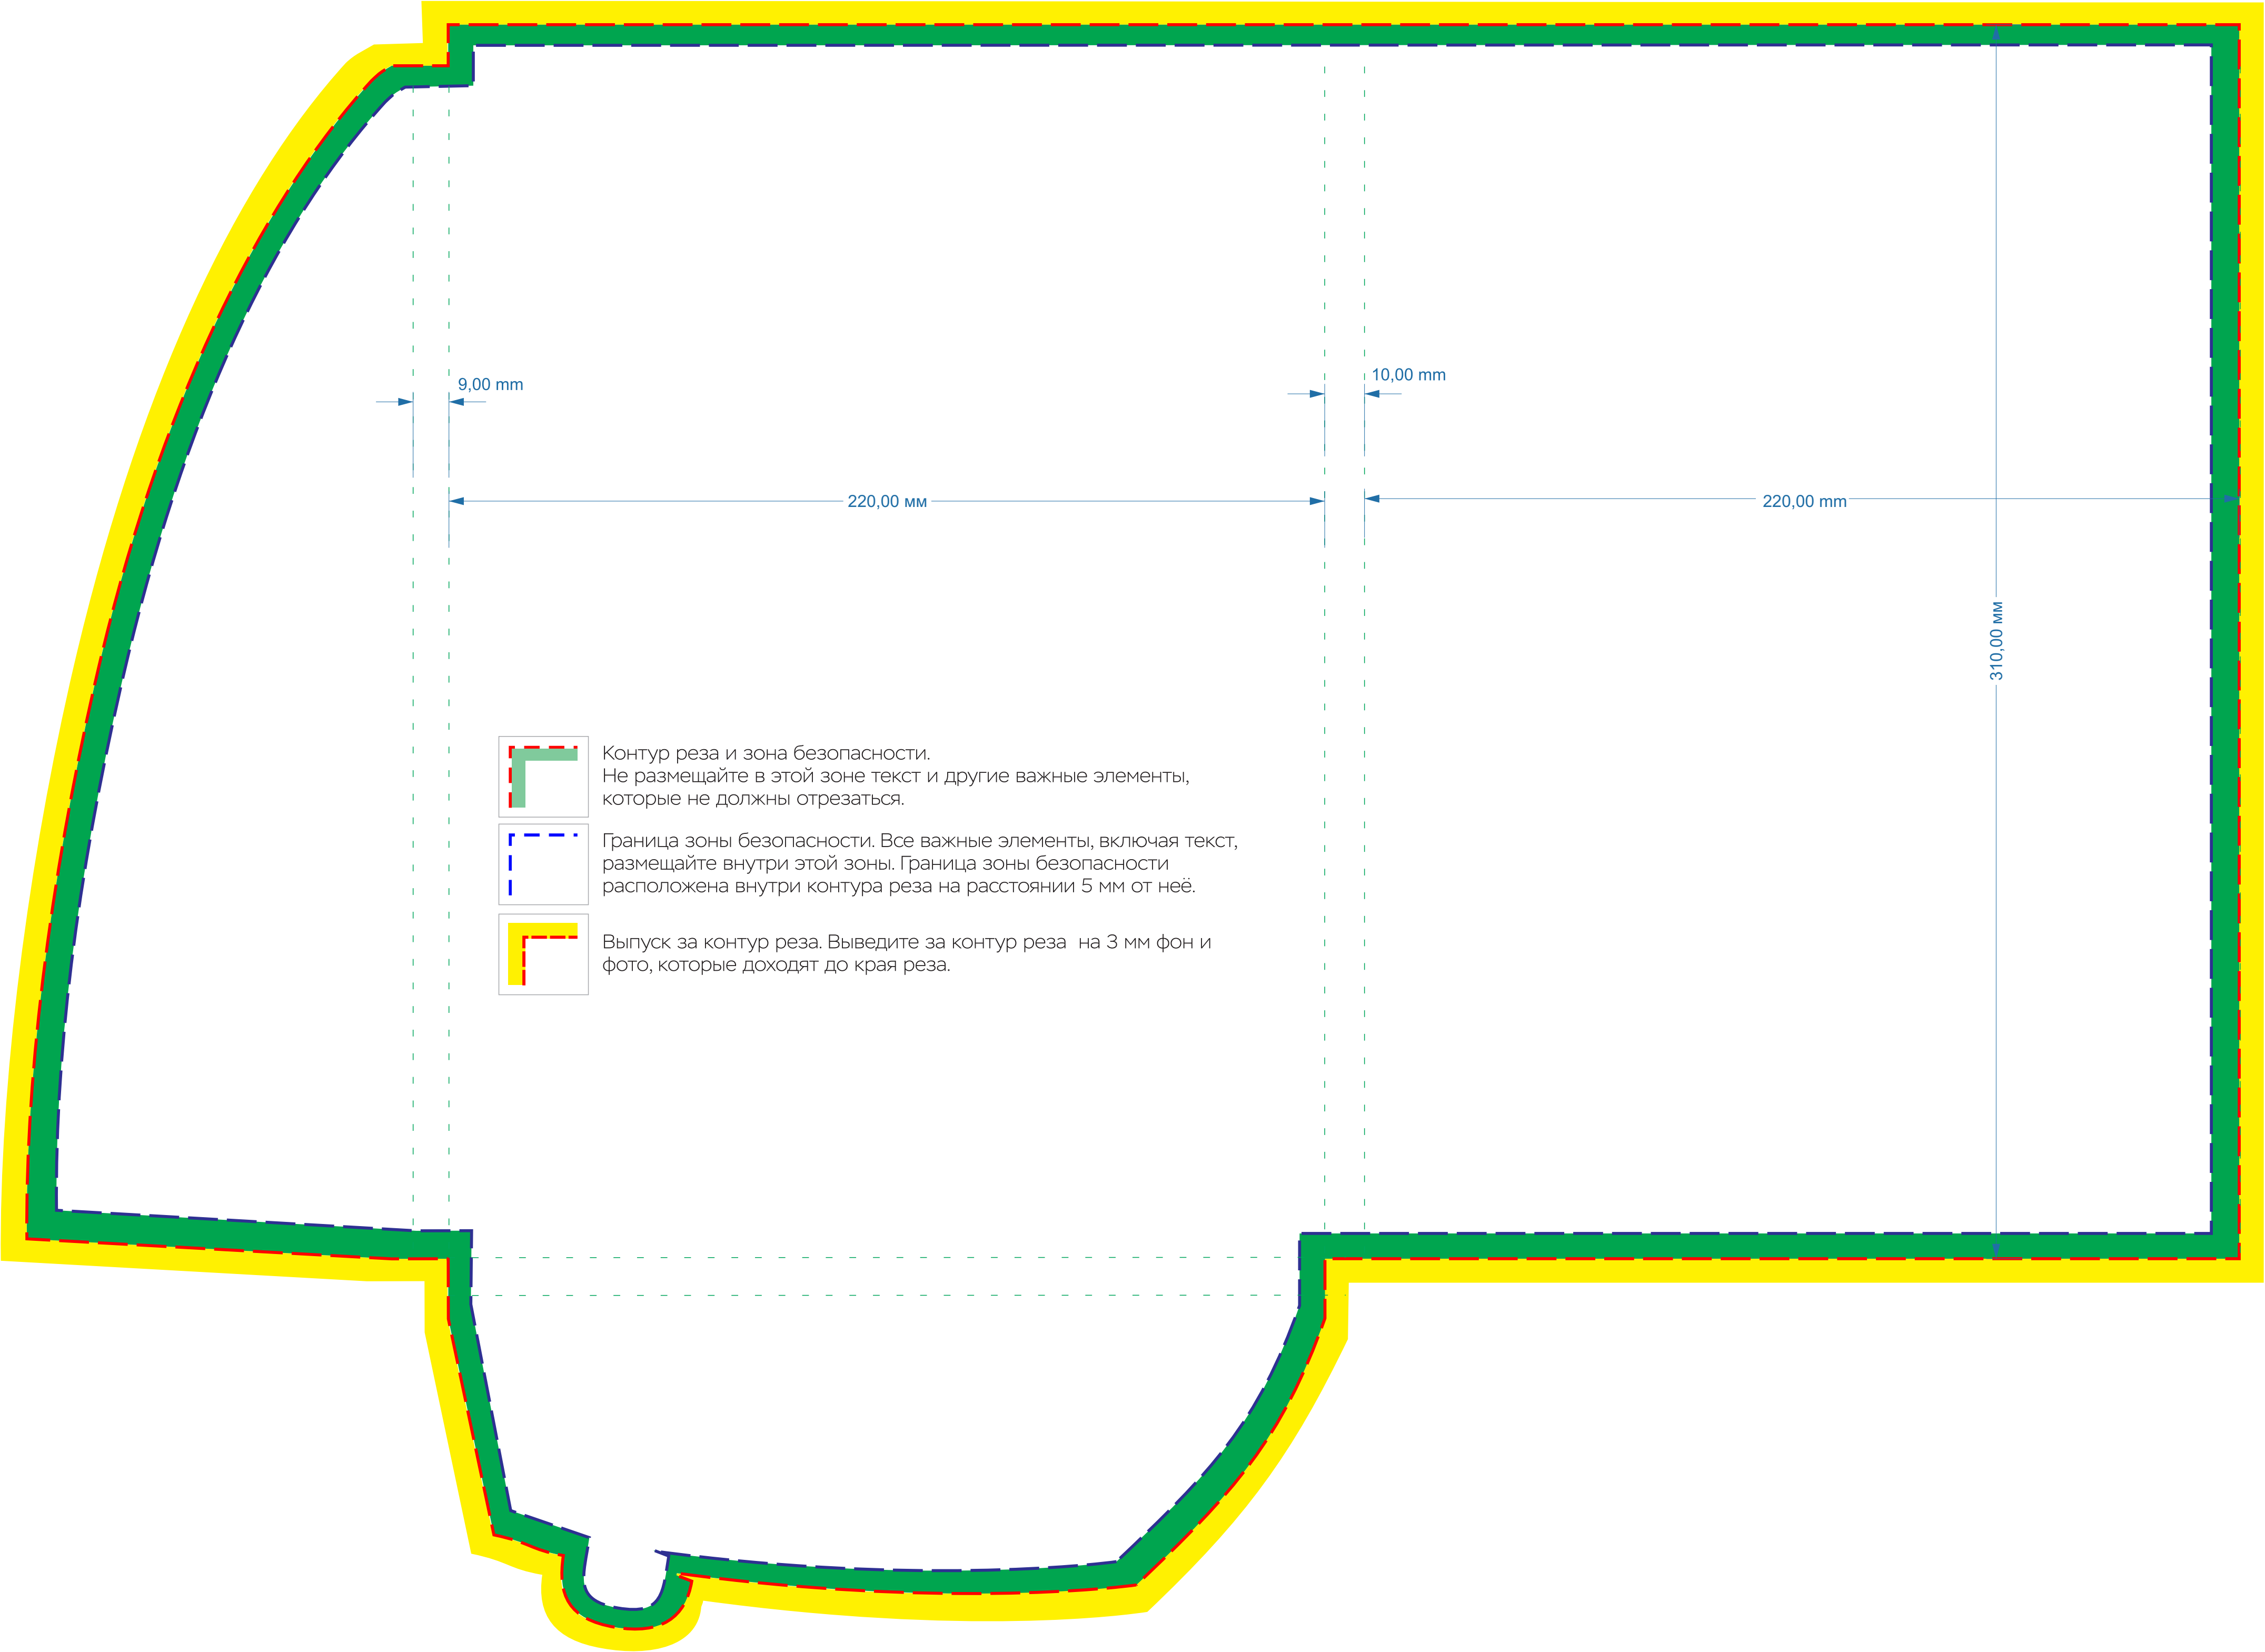 9,00 mm
10,00 mm
220,00 мм
220,00 mm
310,00 мм
Контур реза и зона безопасности.
Не размещайте в этой зоне текст и другие важные элементы,
которые не должны отрезаться.
Граница зоны безопасности. Все важные элементы, включая текст,
размещайте внутри этой зоны. Граница зоны безопасности
расположена внутри контура реза на расстоянии 5 мм от неё.
Выпуск за контур реза. Выведите за контур реза  на 3 мм фон и
фото, которые доходят до края реза.